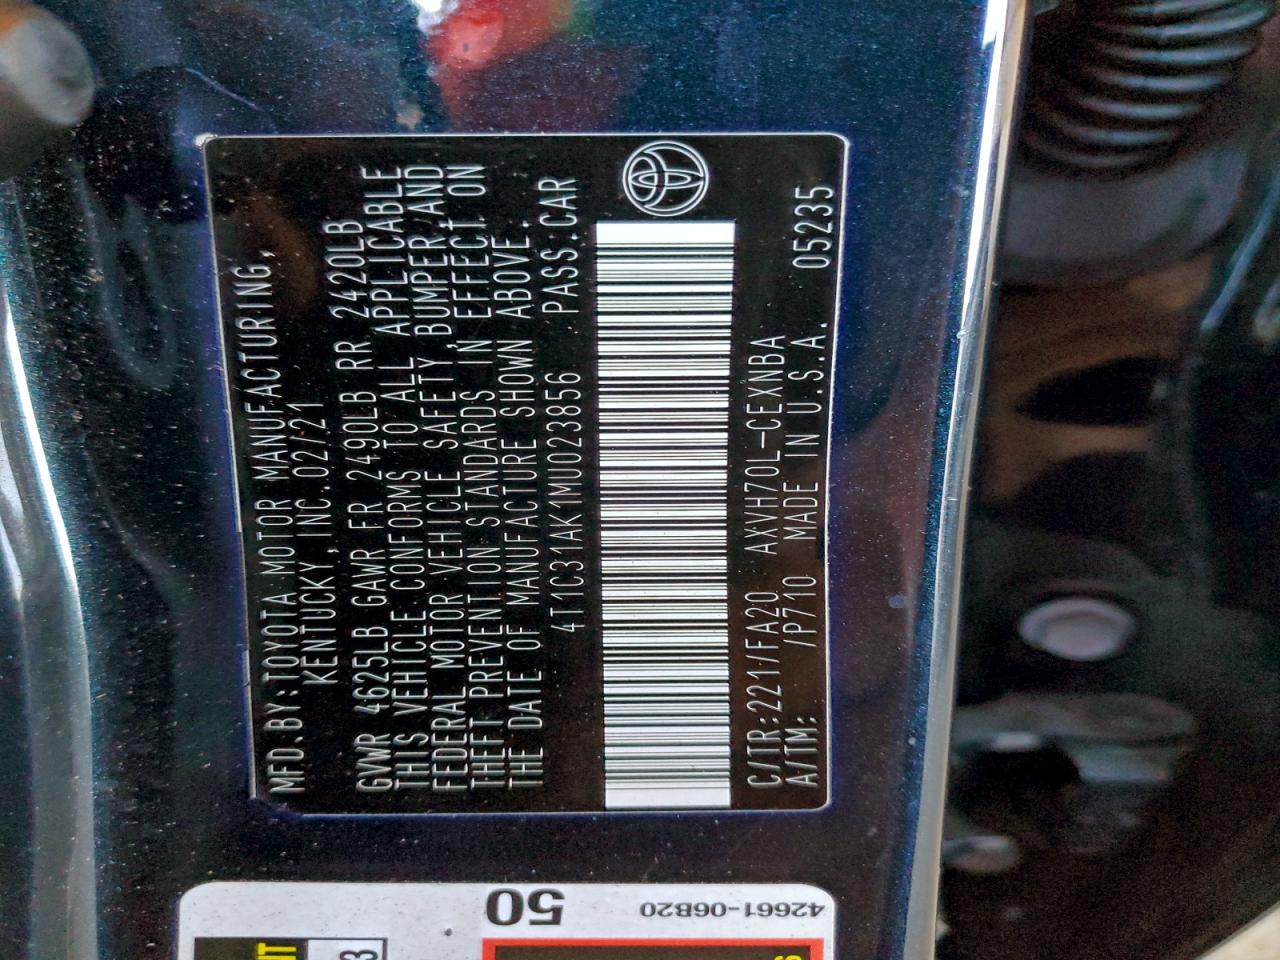 MFD.BY:TOYOTA MOTOR MANUFACTURING,
KENTUCKY, INC.02/21
GVWR 4625LB GAWR FR 2490LB RR 2420LB
THIS VEHICLE CONFORMS TO ALL APPLICABLE
FEDERAL MOTOR VEHICLE SAFETY,BUMPER,AND
THEFT PREVENTION STANDARDS IN EFFECT ON
THE DATE OF MANUFACTURE SHOWN ABOVE.
4T1C31AK1MU023856 PASS.CAR
C/TR:221/FA20 AXVH70L-CEXNBA
A/TM: /P710 MADE IN U.S.A. 05235
50
42661-06B20